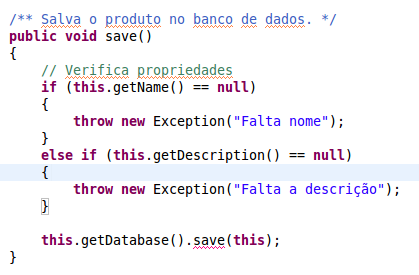 /** Salva o produto no banco de dados. */
public void save()
{
    // Verifica propriedades
    if (this.getName() == null)
    {
        throw new Exception("Falta nome");
    }
    else if (this.getDescription() == null)
    {
        throw new Exception("Falta a descrição");
    }

    this.getDatabase().save(this);
}